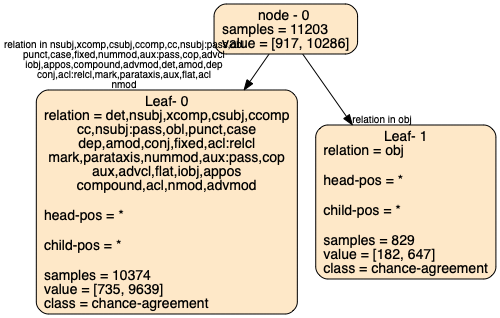 node - 0
samples = 11203
value = [917, 10286]
relation in nsubj,xcomp,csubj,ccomp,cc,nsubj:pass,
punct,case,fixed,nummod,aux:pass,cop,advcl
iobj,appos,compound,advmod,det,amod,dep
conj,acl:relcl,mark,parataxis,aux,flat,acl
nmod
relation in obj
Leaf- 0
relation = det,nsubj,xcomp,csubj,ccomp
cc,nsubj:pass,obl,punct,case
dep,amod,conj,fixed,acl:relcl
mark,parataxis,nummod,aux:pass,cop
aux,advcl,flat,iobj,appos
compound,acl,nmod,advmod
head-pos = *
child-pos = *
samples = 10374
value = [735, 9639]
class = chance-agreement
Leaf- 1
relation = obj
head-pos = *
child-pos = *
samples = 829
value = [182, 647]
class = chance-agreement